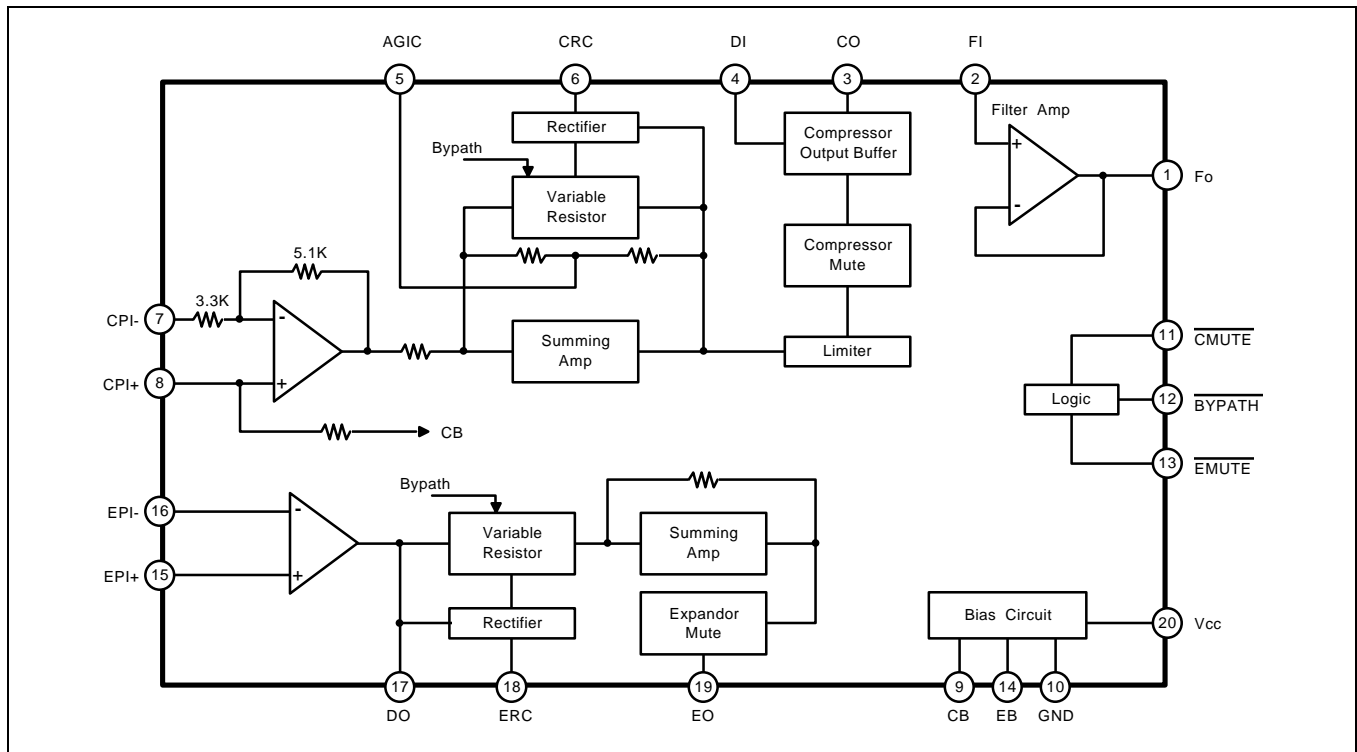 AGIC CRC DI CO FI
5 6 4 3 2
Filter Amp
Rectifier
Compressor
Output Buffer
Bypath
+
-
1 Fo
Variable
Resistor
Compressor
Mute
5.1K
3.3K
CPI- 7
-
Summing
Amp
Limiter
CPI+ 8
+
CB
11 CMUTE
Logic
12 BYPATH
13 EMUTE
Bypath
EPI- 16
-
Variable
Resistor
Summing
Amp
EPI+ 15
+
Rectifier
Expandor
Mute
Bias Circuit
20 Vcc
17 18 19 9 14 10
DO ERC EO CB EB GND